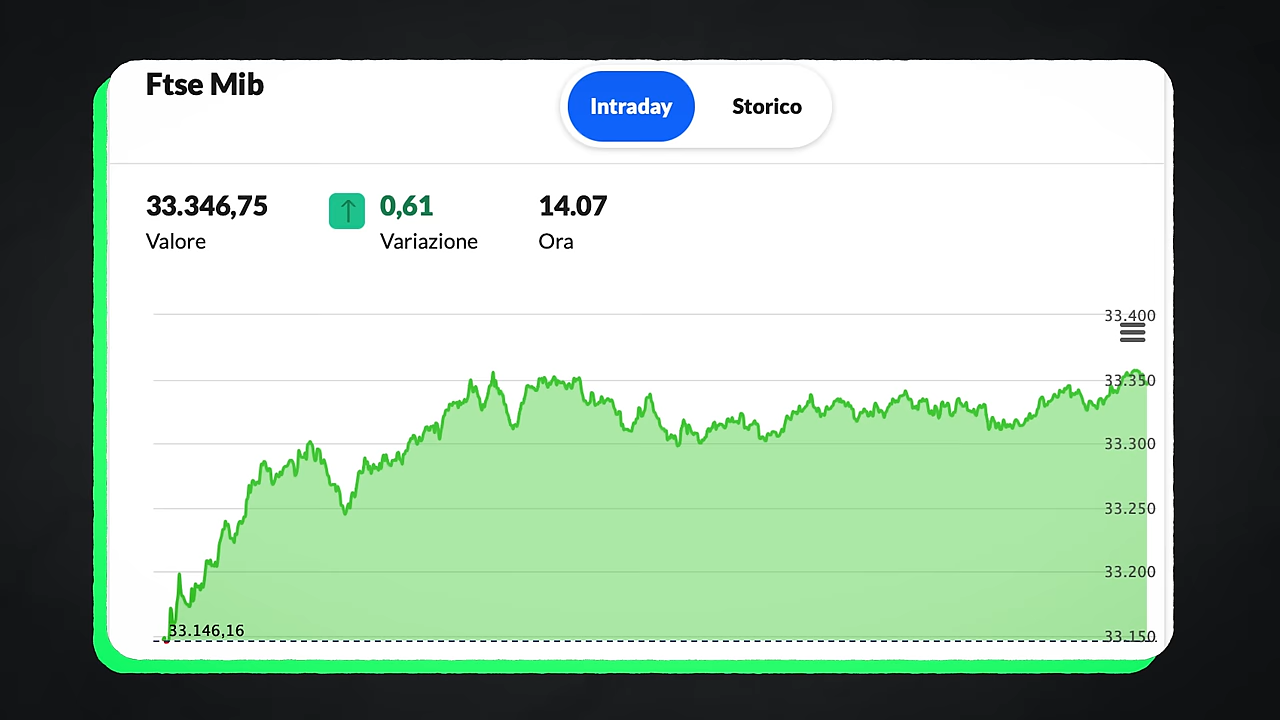 Ftse Mib
Intraday Storico
33.346,75 0,61 14.07
Valore Variazione Ora
33.400
33.350
33.300
33.250
33.200
33.146,16
33.150